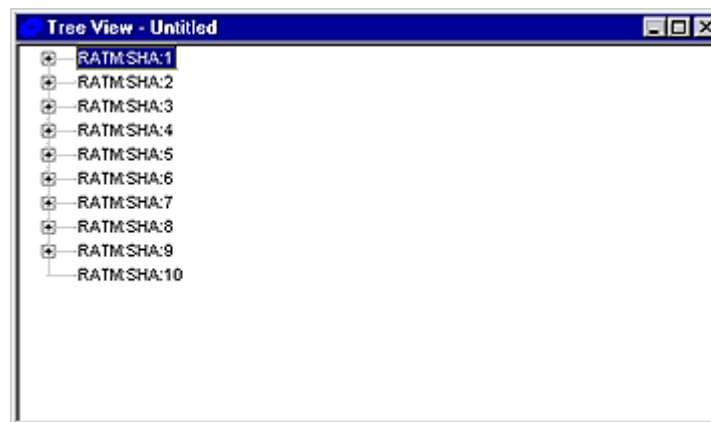 Tree View - Untitled
RATM:SHA:1
RATM:SHA:2
RATM:SHA:3
RATM:SHA:4
RATM:SHA:5
RATM:SHA:6
RATM:SHA:7
RATM:SHA:8
RATM:SHA:9
RATM:SHA:10